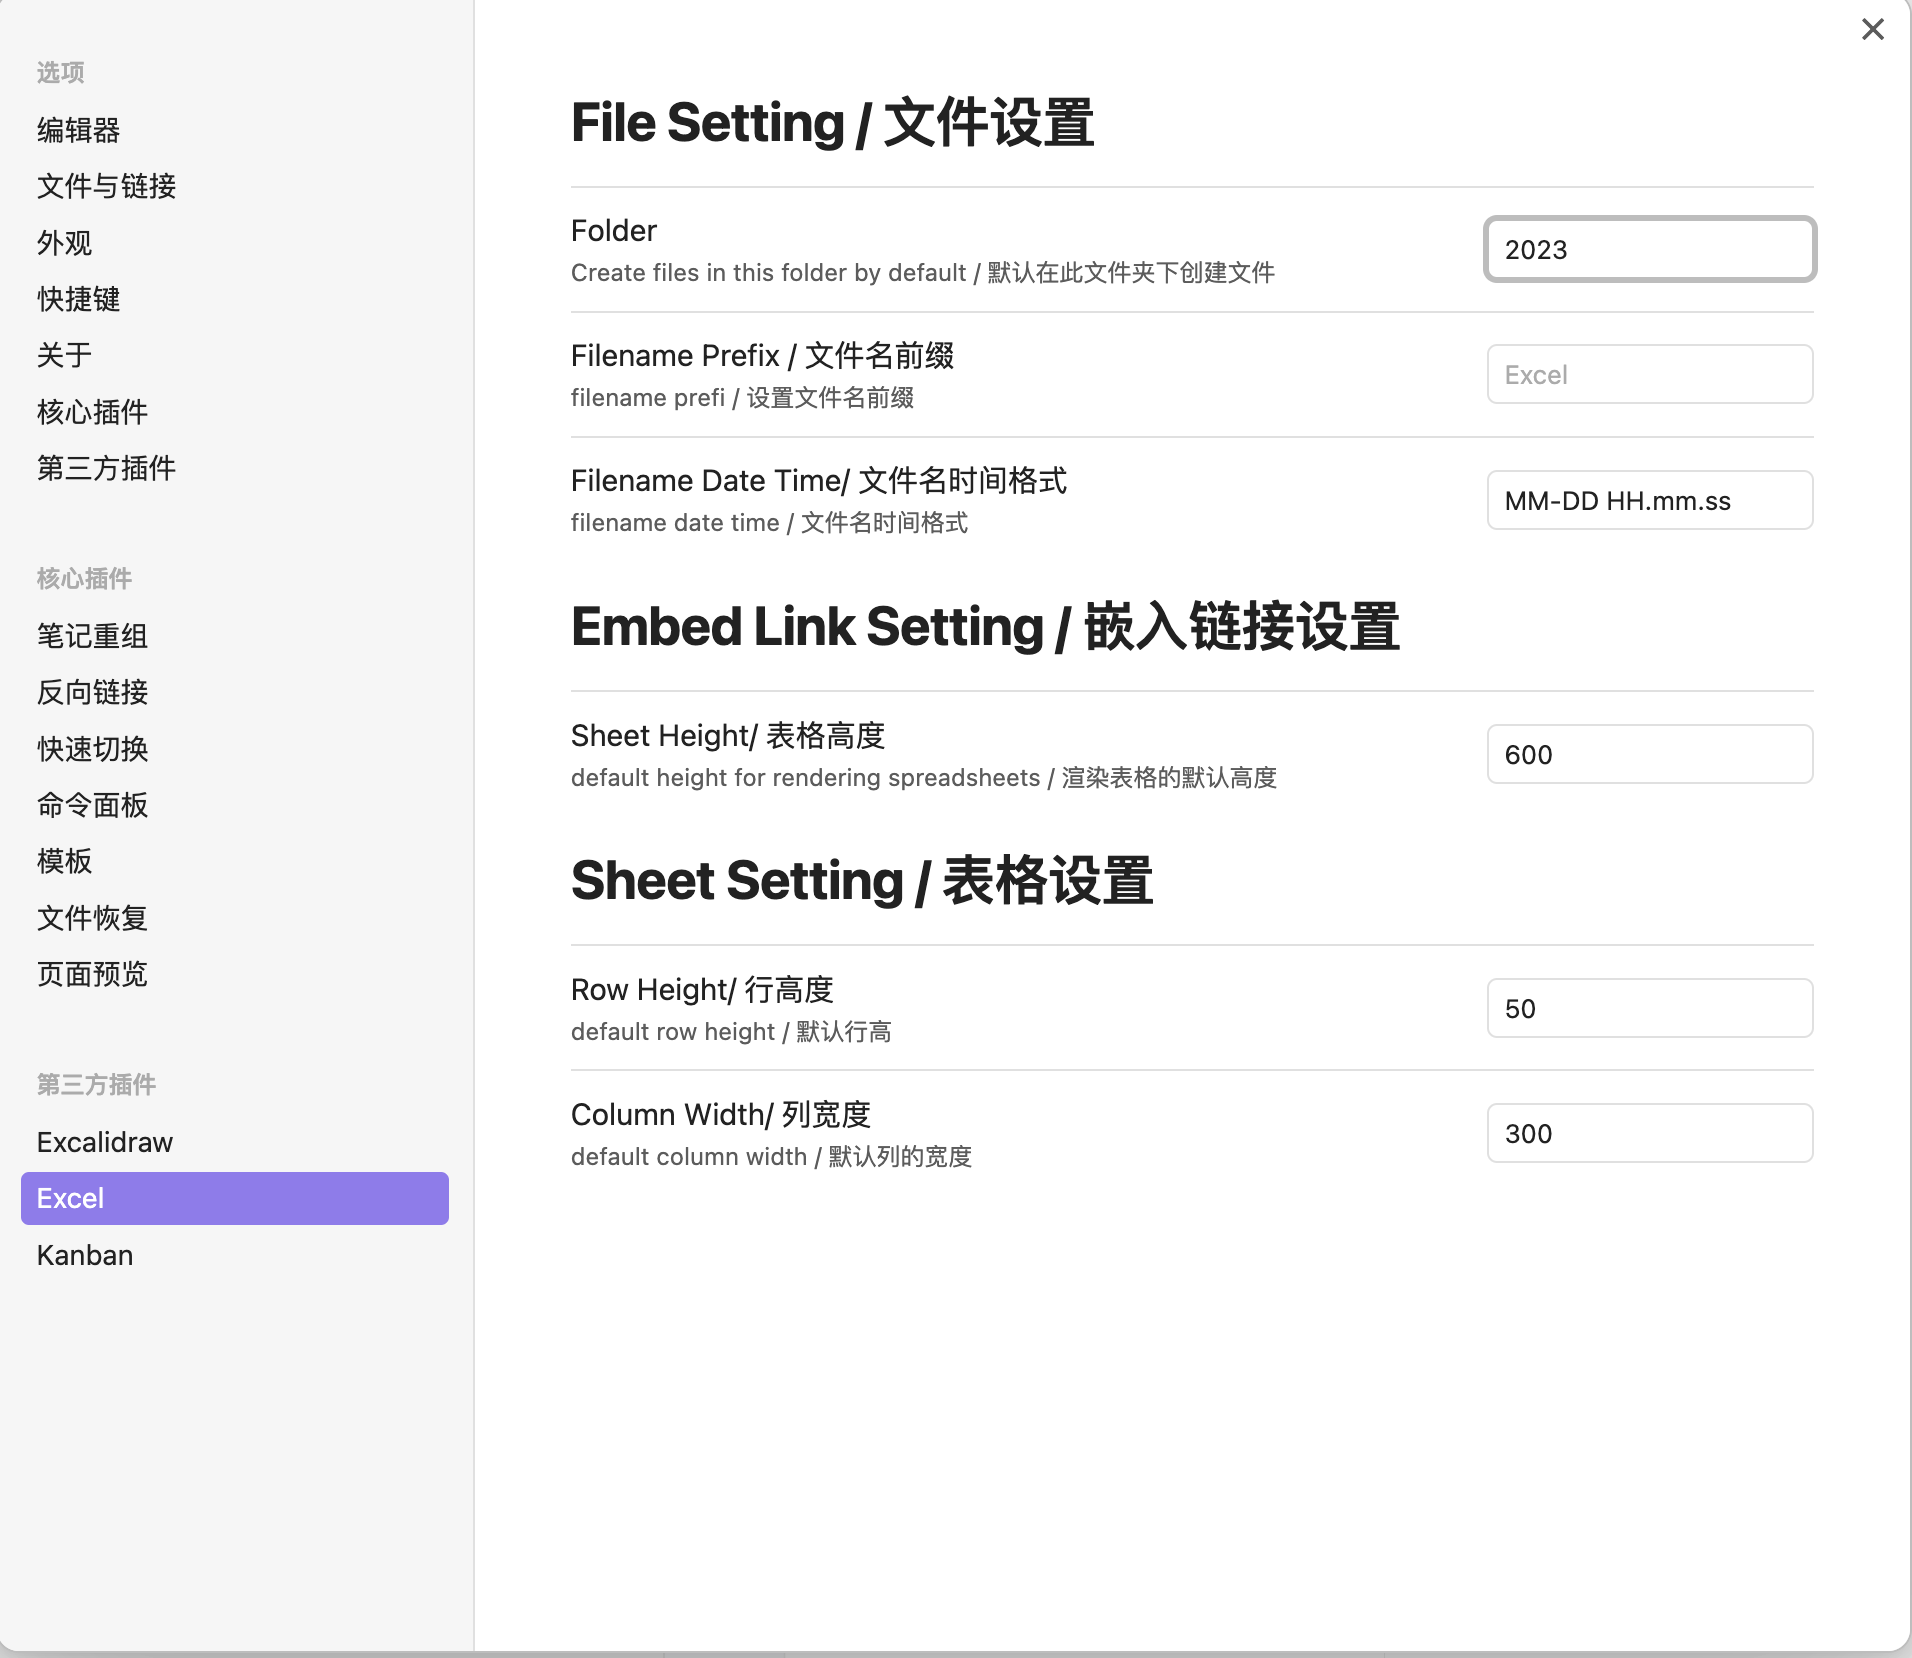 选项
编辑器
文件与链接
外观
快捷键
关于
核心插件
第三方插件
核心插件
笔记重组
反向链接
快速切换
命令面板
模板
文件恢复
页面预览
第三方插件
Excalidraw
Excel
Kanban
File Setting / 文件设置
Folder
Create files in this folder by default / 默认在此文件夹下创建文件
2023
Filename Prefix / 文件名前缀
filename prefi / 设置文件名前缀
Excel
Filename Date Time/ 文件名时间格式
filename date time / 文件名时间格式
MM-DD HH.mm.ss
Embed Link Setting / 嵌入链接设置
Sheet Height/ 表格高度
default height for rendering spreadsheets / 渲染表格的默认高度
600
Sheet Setting / 表格设置
Row Height/ 行高度
default row height / 默认行高
50
Column Width/ 列宽度
default column width / 默认列的宽度
300